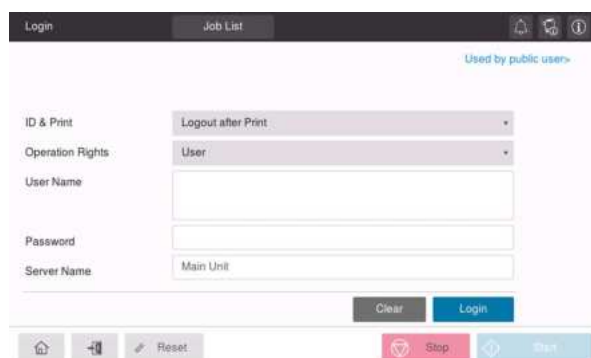 Login Job List
Used by public user>
ID & Print Logout after Print
Operation Rights User
User Name
Password
Server Name Main Unit
Clear Login
Reset Stop Start